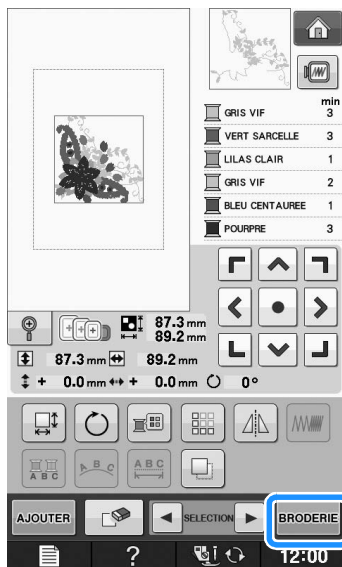 min
GRIS VIF 3
VERT SARCELLE 3
LILAS CLAIR 1
GRIS VIF 2
BLEU CENTAUREE 1
POURPRE 3
87.3 mm
89.2 mm
87.3 mm 89.2 mm
+ 0.0 mm + 0.0 mm 0°
A B C A B C A B C
AJOUTER SELECTION BRODERIE
? 12:00